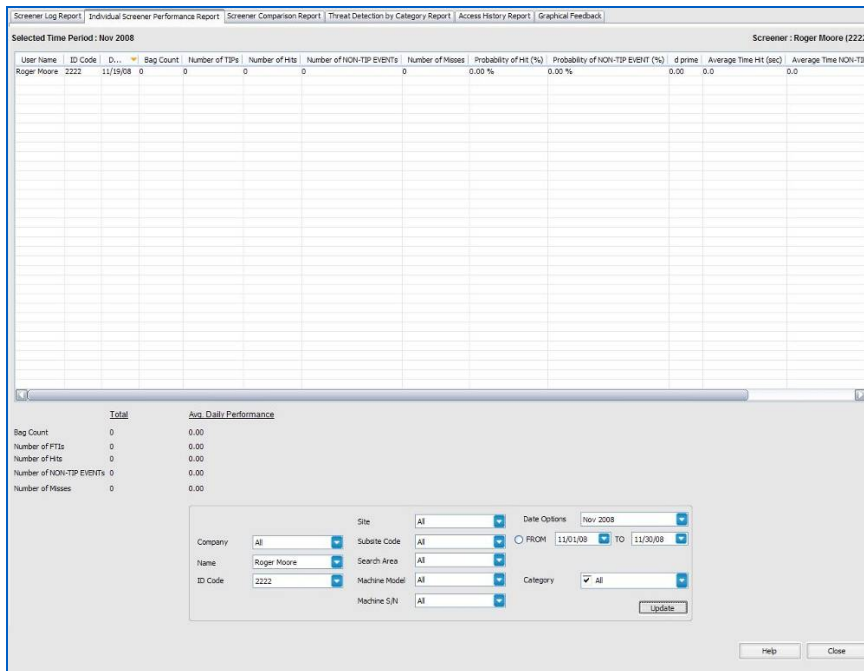 Screener Log Report Individual Screener Performance Report Screener Comparison Report Threat Detection by Category Report Access History Report Graphical Feedback
Selected Time Period : Nov 2008 Screener : Roger Moore (2222
User Name ID Code D... Bag Count Number of TIPs Number of Hits Number of NON-TIP EVENTs Number of Misses Probability of Hit (%) Probability of NON-TIP EVENT (%) d prime Average Time Hit (sec) Average Time NON-TI
Roger Moore 2222 11/19/08 0 0 0 0 0 0.00 % 0.00 % 0.00 0.0 0.0
Total Avg. Daily Performance
Bag Count 0 0.00
Number of FTIs 0 0.00
Number of Hits 0 0.00
Number of NON-TIP EVENTs 0 0.00
Number of Misses 0 0.00
Site All Date Options Nov 2008
Company All Subsite Code All FROM 11/01/08 TO 11/30/08
Name Roger Moore Search Area All
ID Code 2222 Machine Model All Category All
Machine S/N All
Update
Help Close